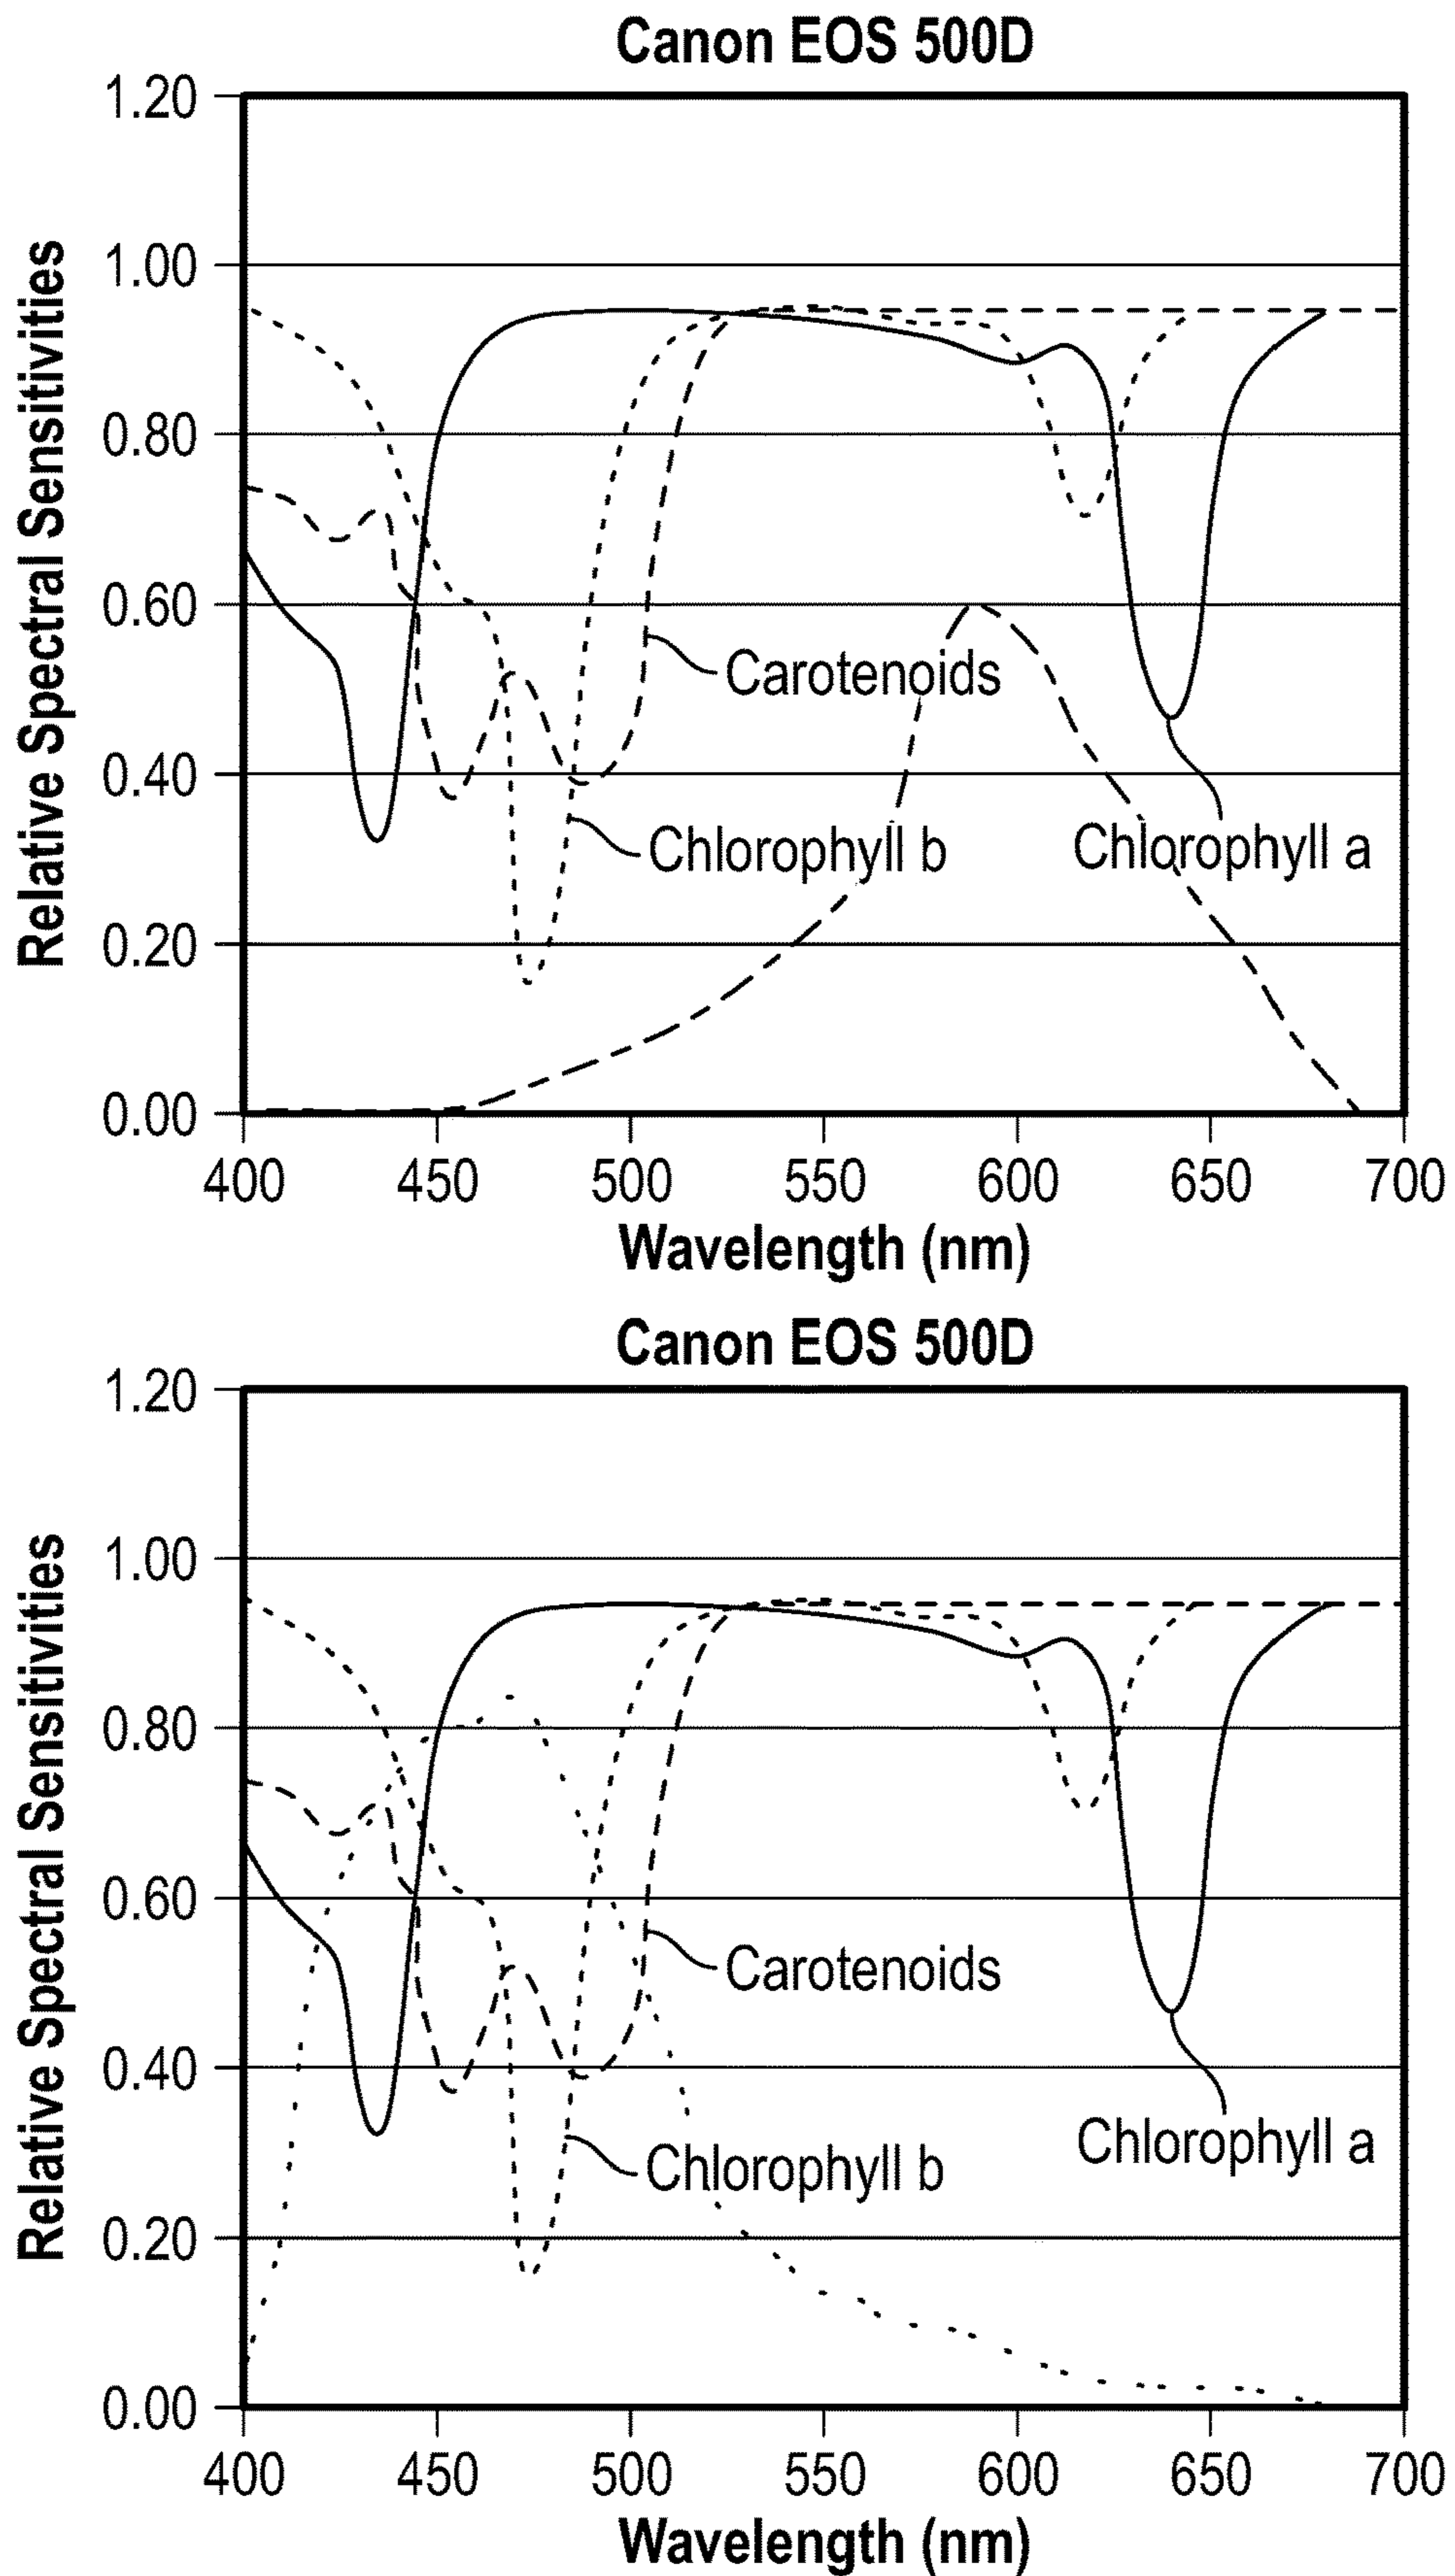 Canon EOS 500D
Relative Spectral Sensitivities
1.20
1.00
0.80
0.60
0.40
0.20
0.00
Carotenoids
Chlorophyll b
Chlorophyll a
400 450 500 550 600 650 700
Wavelength (nm)
Canon EOS 500D
Relative Spectral Sensitivities
1.20
1.00
0.80
0.60
0.40
0.20
0.00
Carotenoids
Chlorophyll b
Chlorophyll a
400 450 500 550 600 650 700
Wavelength (nm)